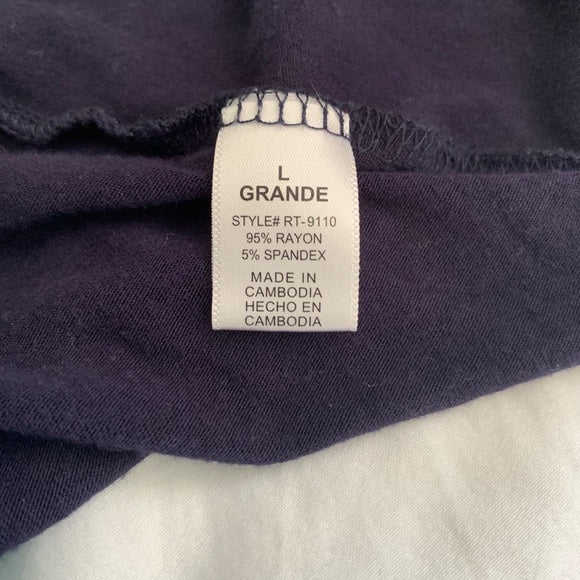 L
GRANDE
STYLE# RT-9110
95% RAYON
5% SPANDEX
MADE IN
CAMBODIA
HECHO EN
CAMBODIA